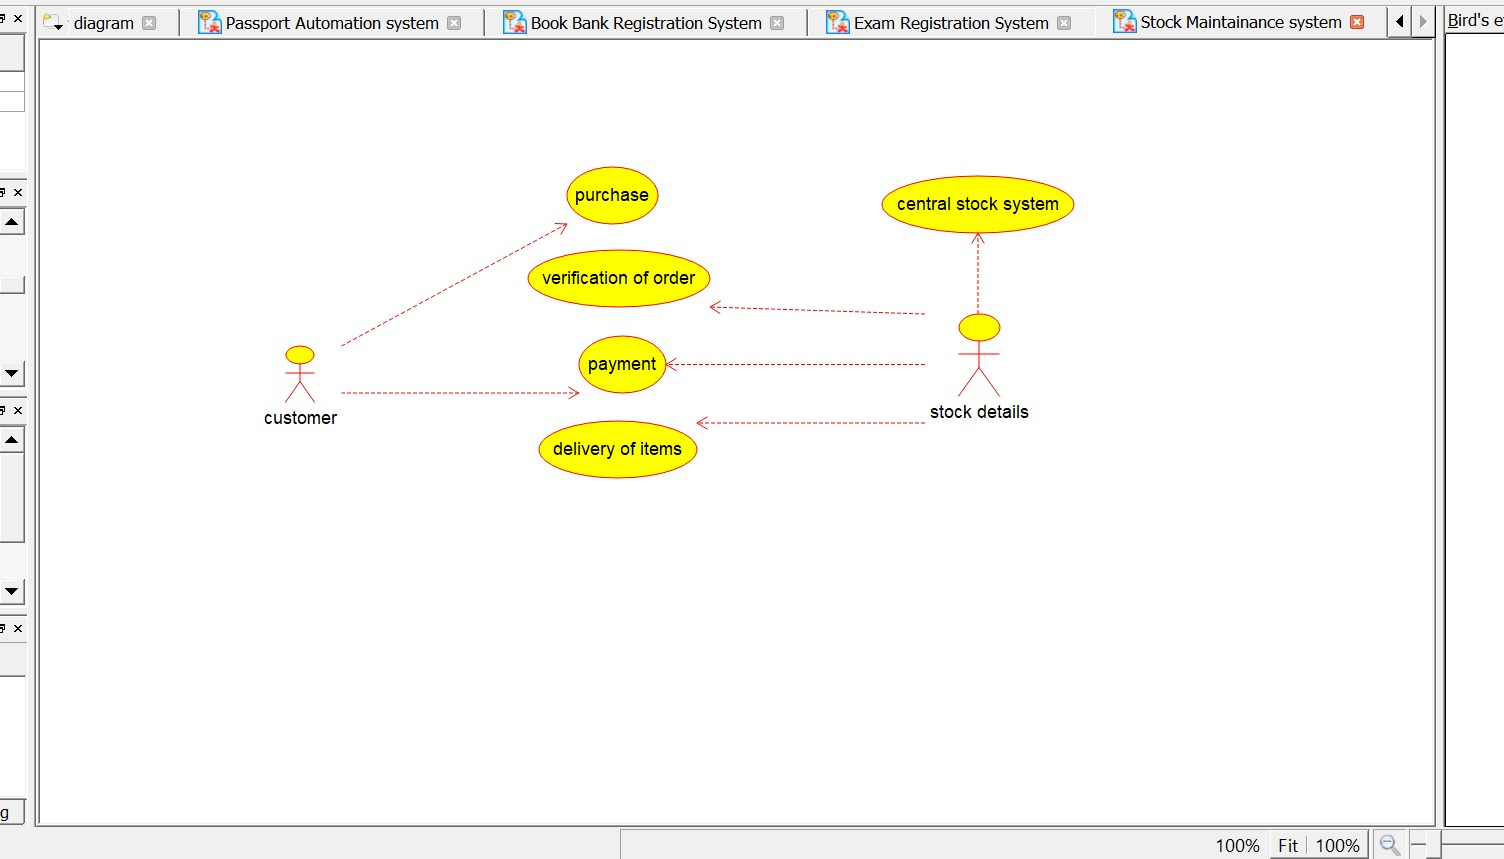 diagram
Passport Automation system
Book Bank Registration System
Exam Registration System
Stock Maintainance system
purchase
central stock system
verification of order
payment
customer
stock details
delivery of items
g
100%
Fit
100%